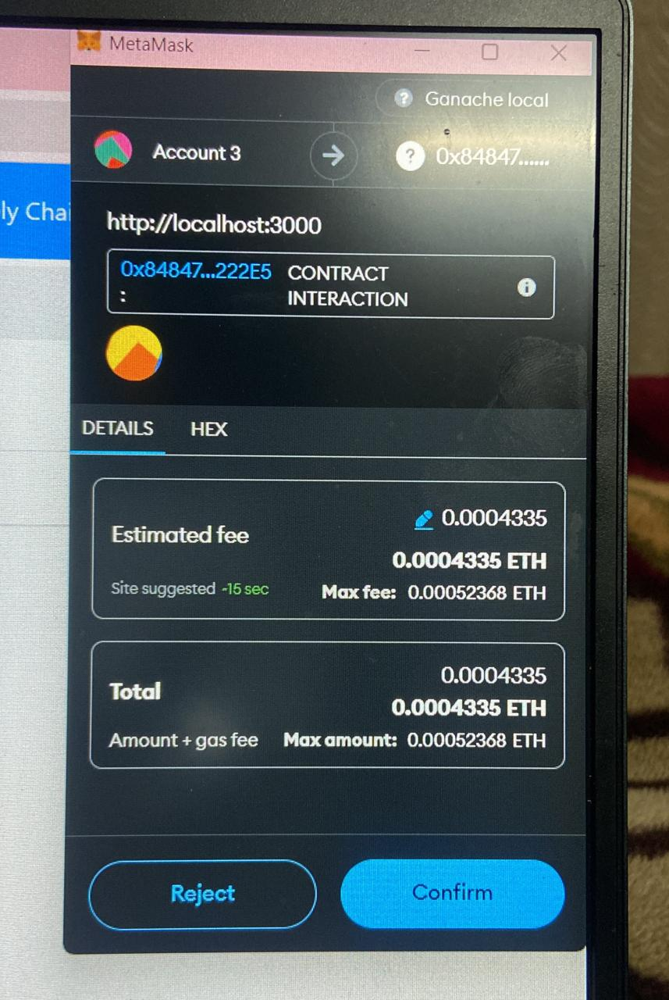 MetaMask
Ganache local
Account 3
0x84847......
ly Chai
http://localhost:3000
0x84847...222E5 CONTRACT
: INTERACTION
DETAILS HEX
0.0004335
Estimated fee
0.0004335 ETH
Site suggested ~15 sec Max fee: 0.00052368 ETH
0.0004335
Total
0.0004335 ETH
Amount + gas fee Max amount: 0.00052368 ETH
Reject Confirm